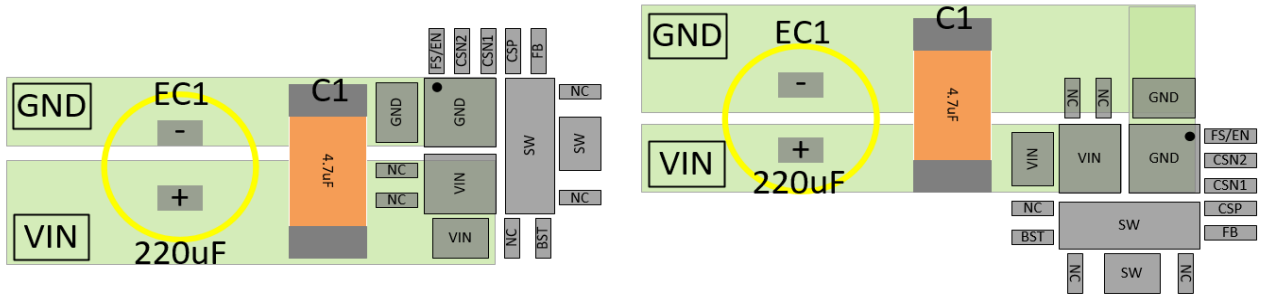 GND
EC1
-
+
220uF
VIN
C1
4.7uF
FS/EN
CSN2
CSN1
CSP
FB
GND
GND
SW
NC
SW
NC
NC
NC
VIN
VIN
NC
BST
GND
EC1
-
+
220uF
VIN
C1
4.7uF
NC
NC
GND
VIN
VIN
GND
FS/EN
CSN2
CSN1
CSP
FB
NC
BST
SW
NC
SW
NC